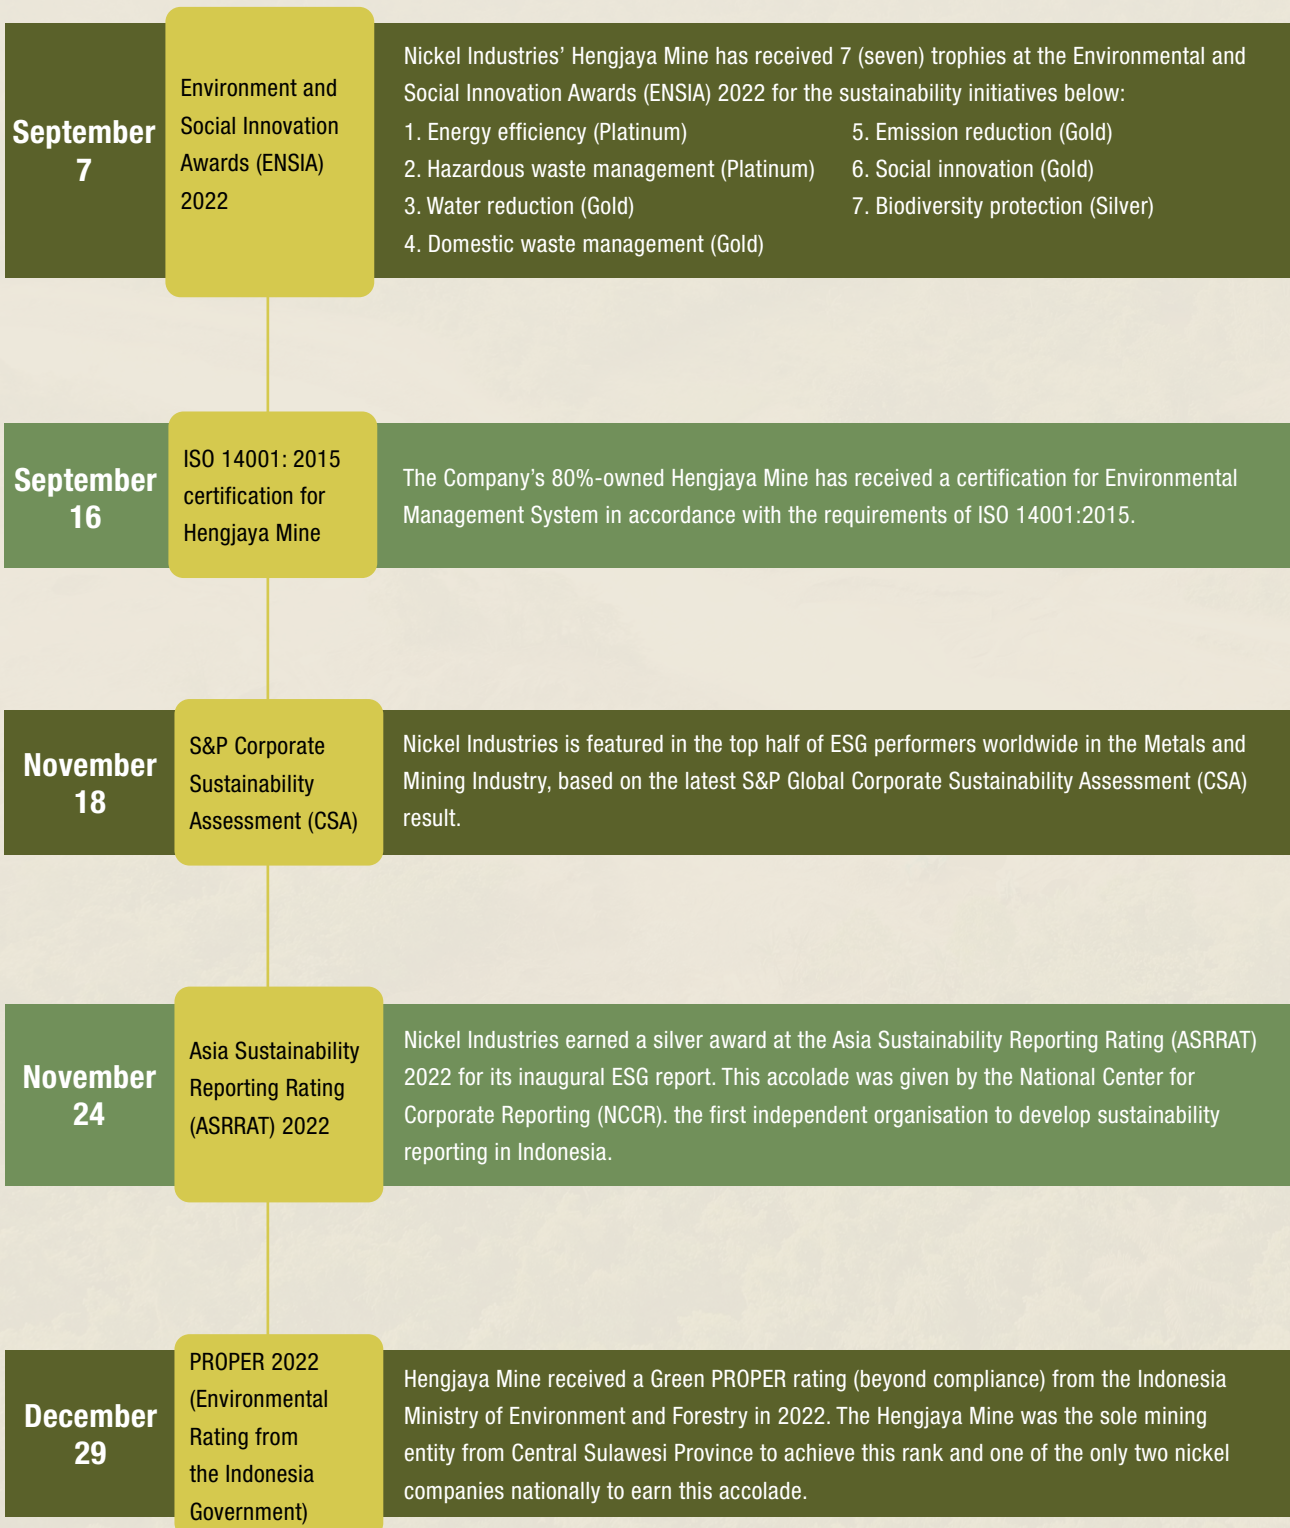 September
7
Environment and
Social Innovation
Awards (ENSIA)
2022
Nickel Industries’ Hengjaya Mine has received 7 (seven) trophies at the Environmental and
Social Innovation Awards (ENSIA) 2022 for the sustainability initiatives below:
1. Energy efficiency (Platinum)
2. Hazardous waste management (Platinum)
3. Water reduction (Gold)
4. Domestic waste management (Gold)
5. Emission reduction (Gold)
6. Social innovation (Gold)
7. Biodiversity protection (Silver)
September
16
ISO 14001: 2015
certification for
Hengjaya Mine
The Company’s 80%-owned Hengjaya Mine has received a certification for Environmental
Management System in accordance with the requirements of ISO 14001:2015.
November
18
S&P Corporate
Sustainability
Assessment (CSA)
Nickel Industries is featured in the top half of ESG performers worldwide in the Metals and
Mining Industry, based on the latest S&P Global Corporate Sustainability Assessment (CSA)
result.
November
24
Asia Sustainability
Reporting Rating
(ASRRAT) 2022
Nickel Industries earned a silver award at the Asia Sustainability Reporting Rating (ASRRAT)
2022 for its inaugural ESG report. This accolade was given by the National Center for
Corporate Reporting (NCCR). the first independent organisation to develop sustainability
reporting in Indonesia.
December
29
PROPER 2022
(Environmental
Rating from
the Indonesia
Government)
Hengjaya Mine received a Green PROPER rating (beyond compliance) from the Indonesia
Ministry of Environment and Forestry in 2022. The Hengjaya Mine was the sole mining
entity from Central Sulawesi Province to achieve this rank and one of the only two nickel
companies nationally to earn this accolade.